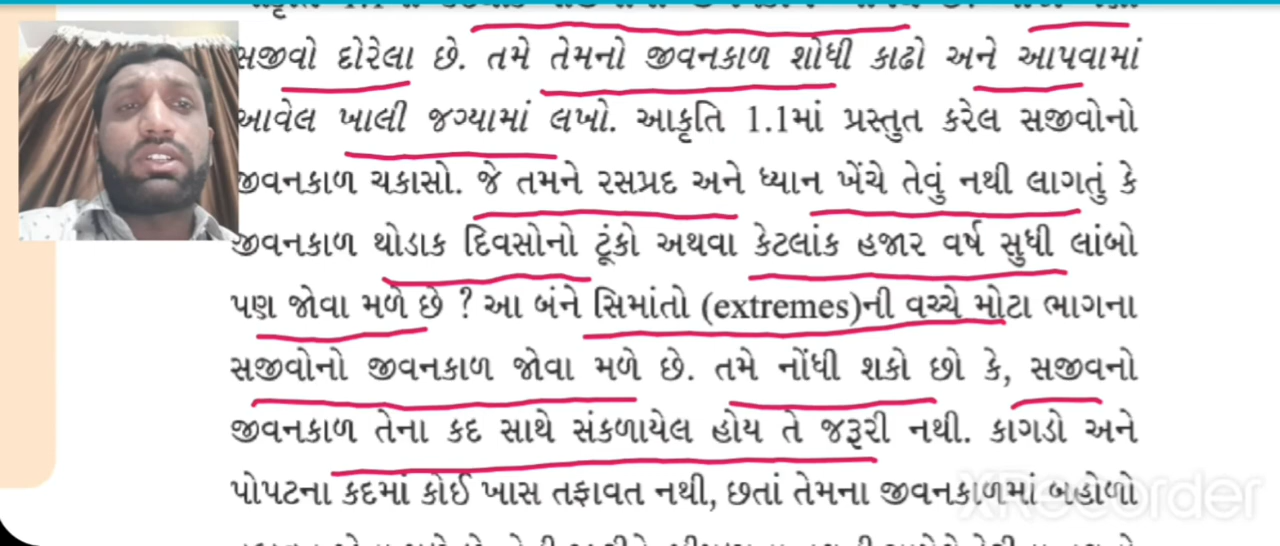 સજીવો દોરેલા છે. તમે તેમનો જીવનકાળ શોધી કાઢો અને આપવામાં
આવેલ ખાલી જગ્યામાં લખો. આકૃતિ 1.1માં પ્રસ્તુત કરેલ સજીવોનો
જીવનકાળ ચકાસો. જે તમને રસપ્રદ અને ધ્યાન ખેંચે તેવું નથી લાગતું કે
જીવનકાળ થોડાક દિવસોનો ટૂંકો અથવા કેટલાંક હજાર વર્ષ સુધી લાંબો
પણ જોવા મળે છે ? આ બંને સિમાંતો (extremes)ની વચ્ચે મોટા ભાગના
સજીવોનો જીવનકાળ જોવા મળે છે. તમે નોંધી શકો છો કે, સજીવનો
જીવનકાળ તેના કદ સાથે સંકળાયેલ હોય તે જરૂરી નથી. કાગડો અને
પોપટના કદમાં કોઈ ખાસ તફાવત નથી, છતાં તેમના જીવનકાળમાં બહોળો
XRecorder